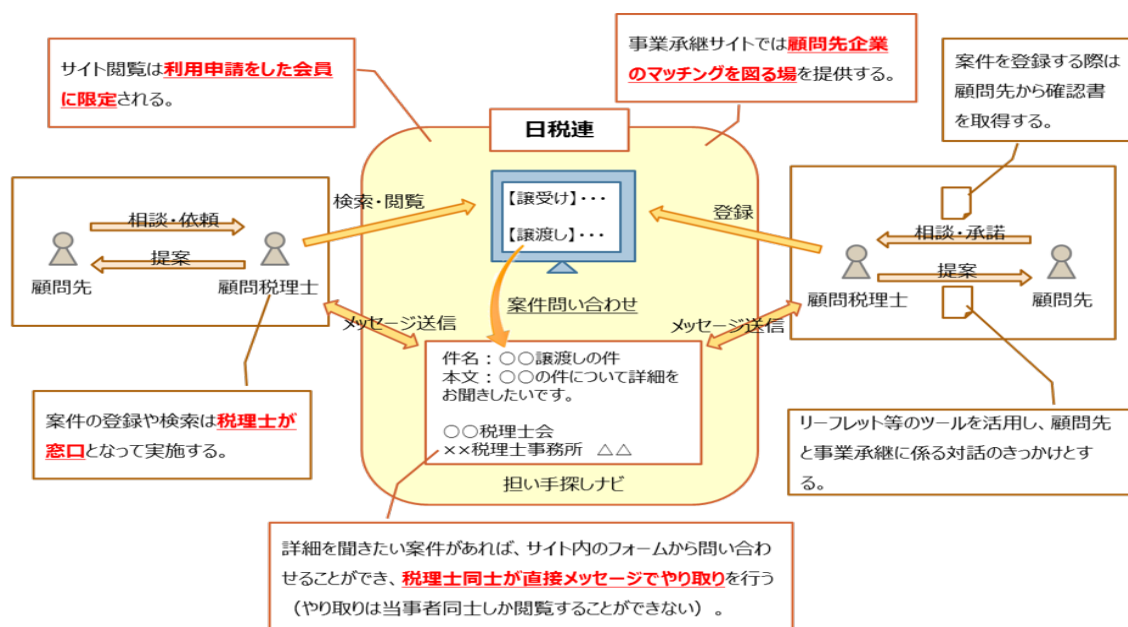 サイト閲覧は利用申請をした会員
に限定される。
事業承継サイトでは顧問先企業
のマッチングを図る場を提供する。
案件を登録する際は
顧問先から確認書
を取得する。
日税連
【譲受け】・・・
【譲渡し】・・・
検索・閲覧
登録
相談・依頼
提案
顧問先
顧問税理士
相談・承諾
提案
顧問税理士
顧問先
案件問い合わせ
メッセージ送信
メッセージ送信
件名：○○譲渡しの件
本文：○○の件について詳細を
お聞きしたいです。
○○税理士会
××税理士事務所　△△
担い手探しナビ
案件の登録や検索は税理士が
窓口となって実施する。
リーフレット等のツールを活用し、顧問先
と事業承継に係る対話のきっかけとす
る。
詳細を聞きたい案件があれば、サイト内のフォームから問い合わ
せることができ、税理士同士が直接メッセージでやり取りを行う
（やり取りは当事者同士しか閲覧することができない）。